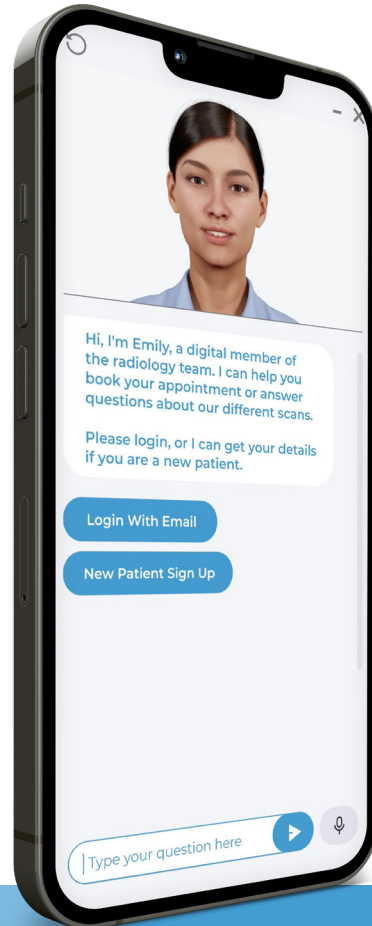 Hi, I'm Emily, a digital member of
the radiology team. I can help you
book your appointment or answer
questions about our different scans.
Please login, or I can get your details
if you are a new patient.
Login With Email
New Patient Sign Up
Type your question here